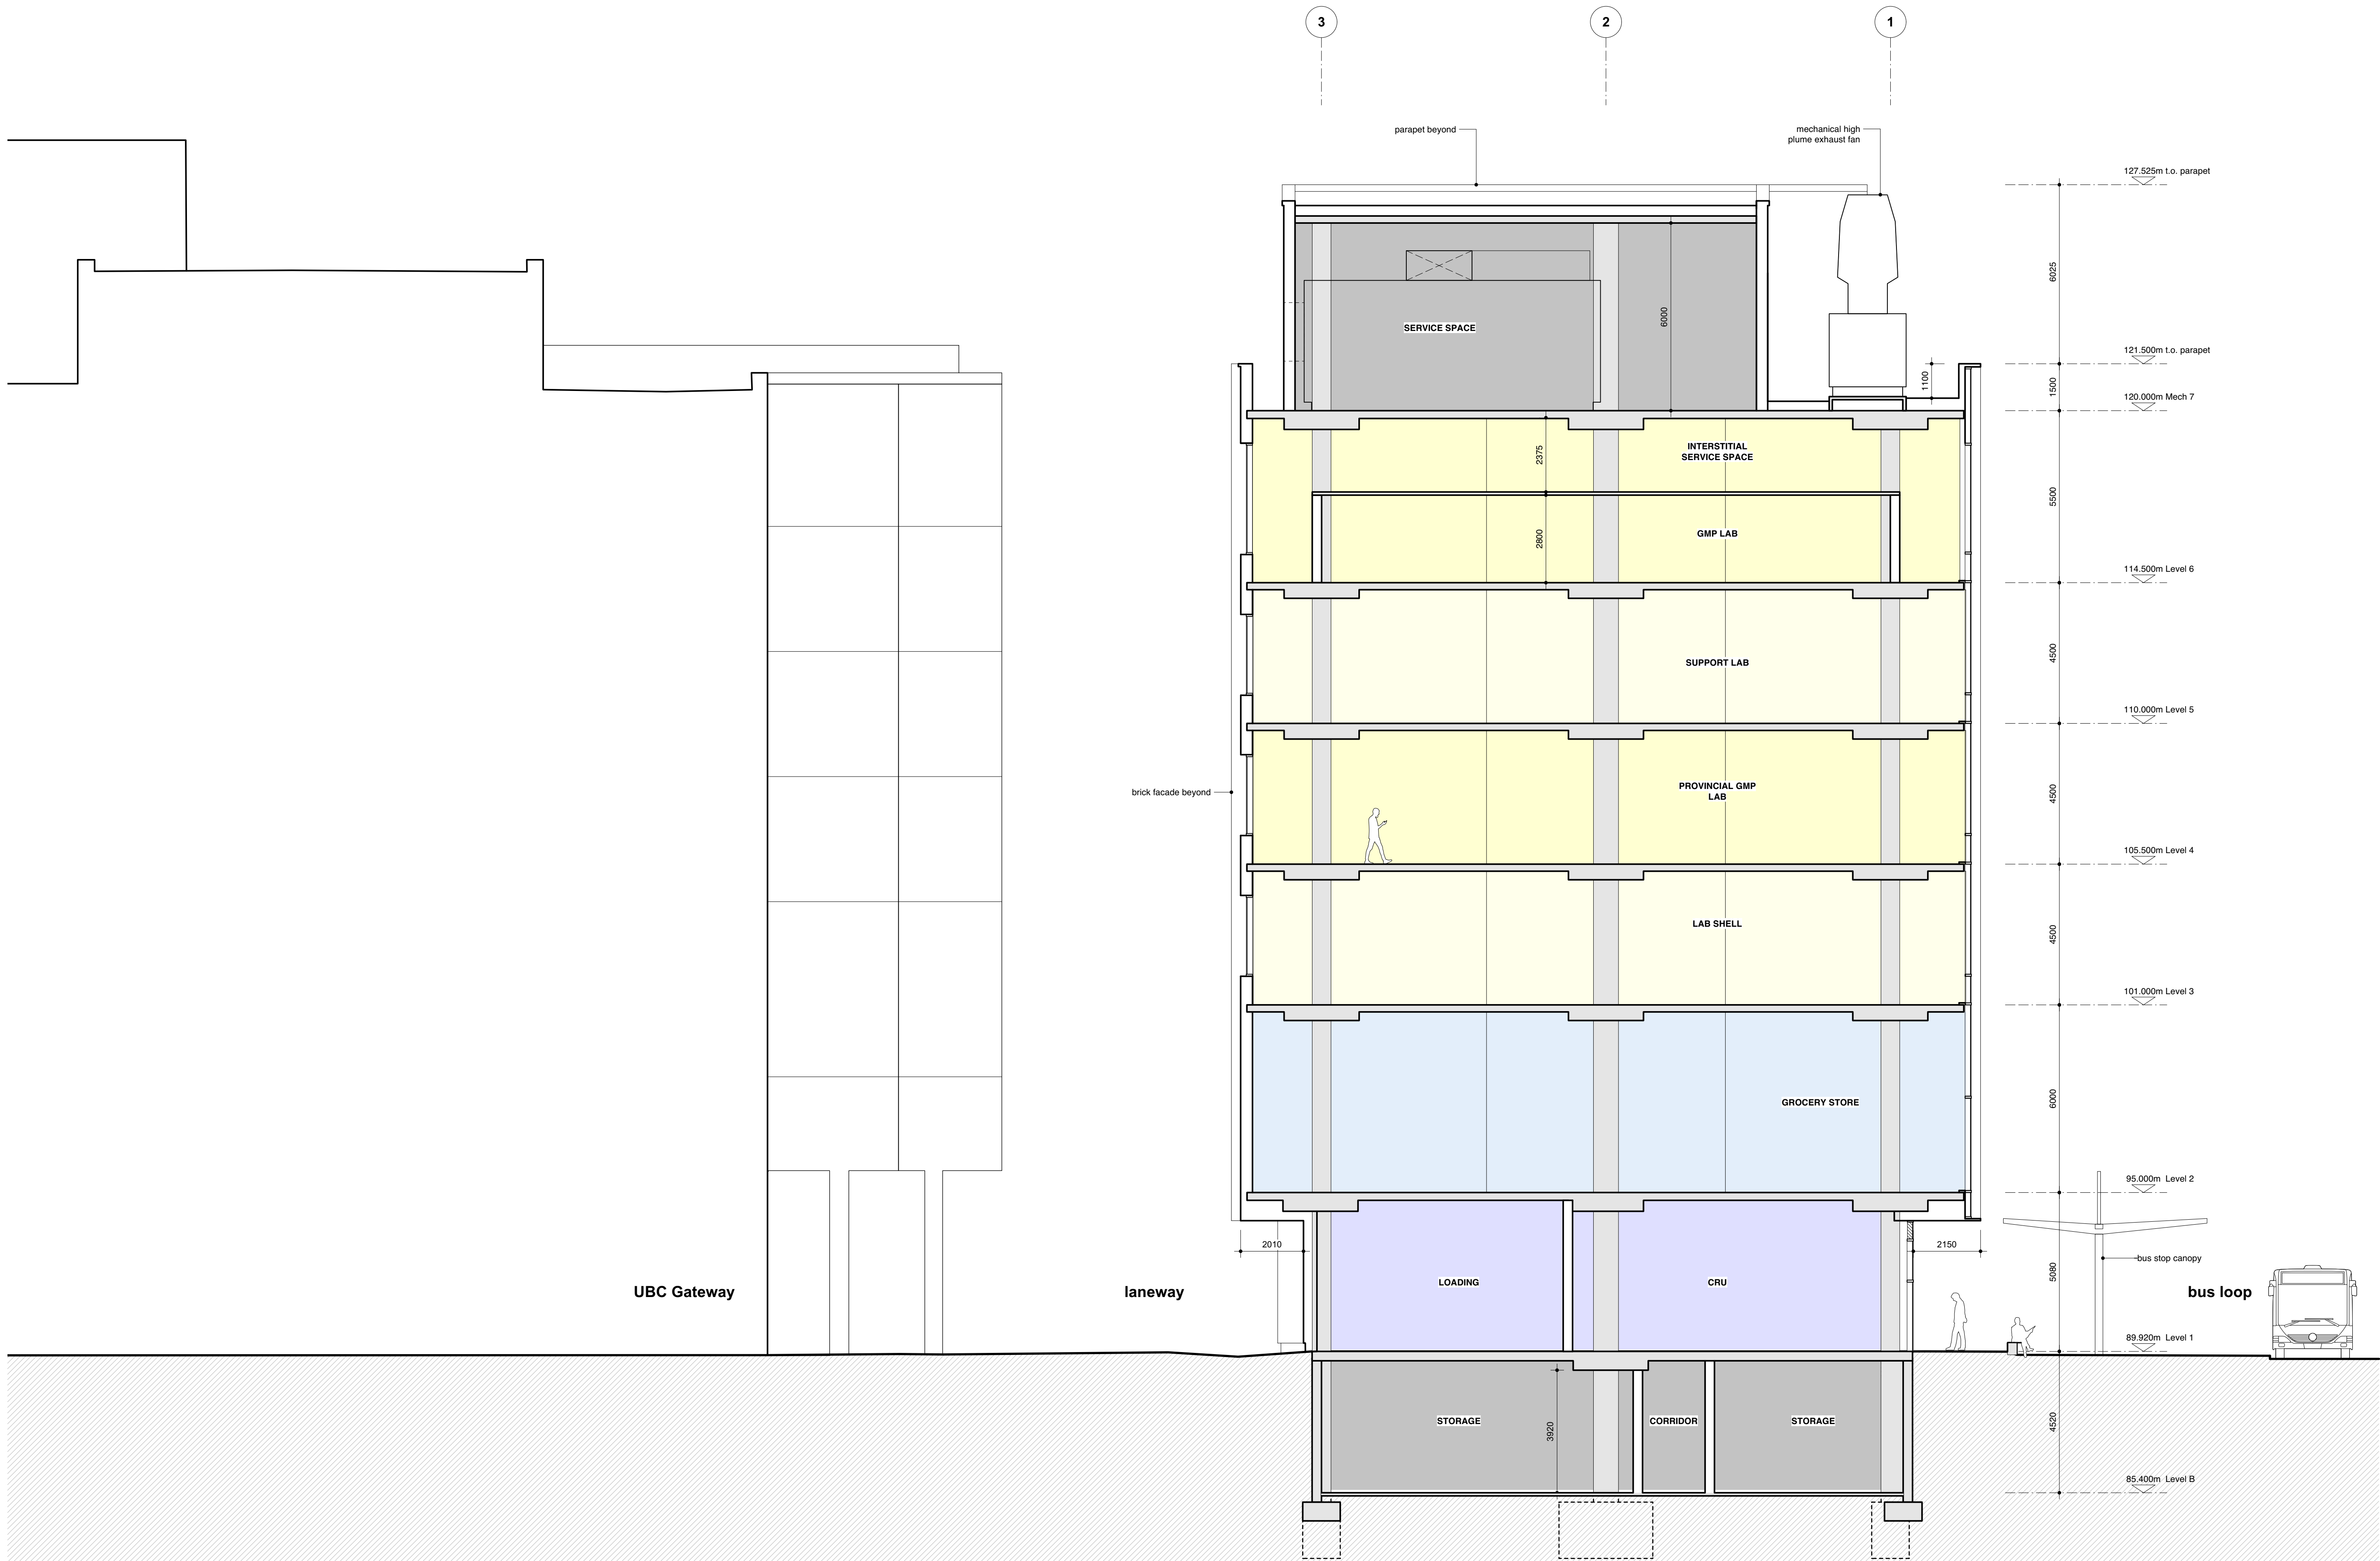 3
2
1
parapet beyond
mechanical high
plume exhaust fan
127.525m t.o. parapet
6025
SERVICE SPACE
6000
121.500m t.o. parapet
1100
1500
120.000m Mech 7
INTERSTITIAL
SERVICE SPACE
2375
5500
GMP LAB
2800
114.500m Level 6
SUPPORT LAB
4500
110.000m Level 5
PROVINCIAL GMP
LAB
4500
brick facade beyond
105.500m Level 4
LAB SHELL
4500
101.000m Level 3
GROCERY STORE
6000
95.000m Level 2
2010
2150
bus stop canopy
5080
LOADING
CRU
UBC Gateway
laneway
bus loop
89.920m Level 1
STORAGE
CORRIDOR
STORAGE
3920
4520
85.400m Level B